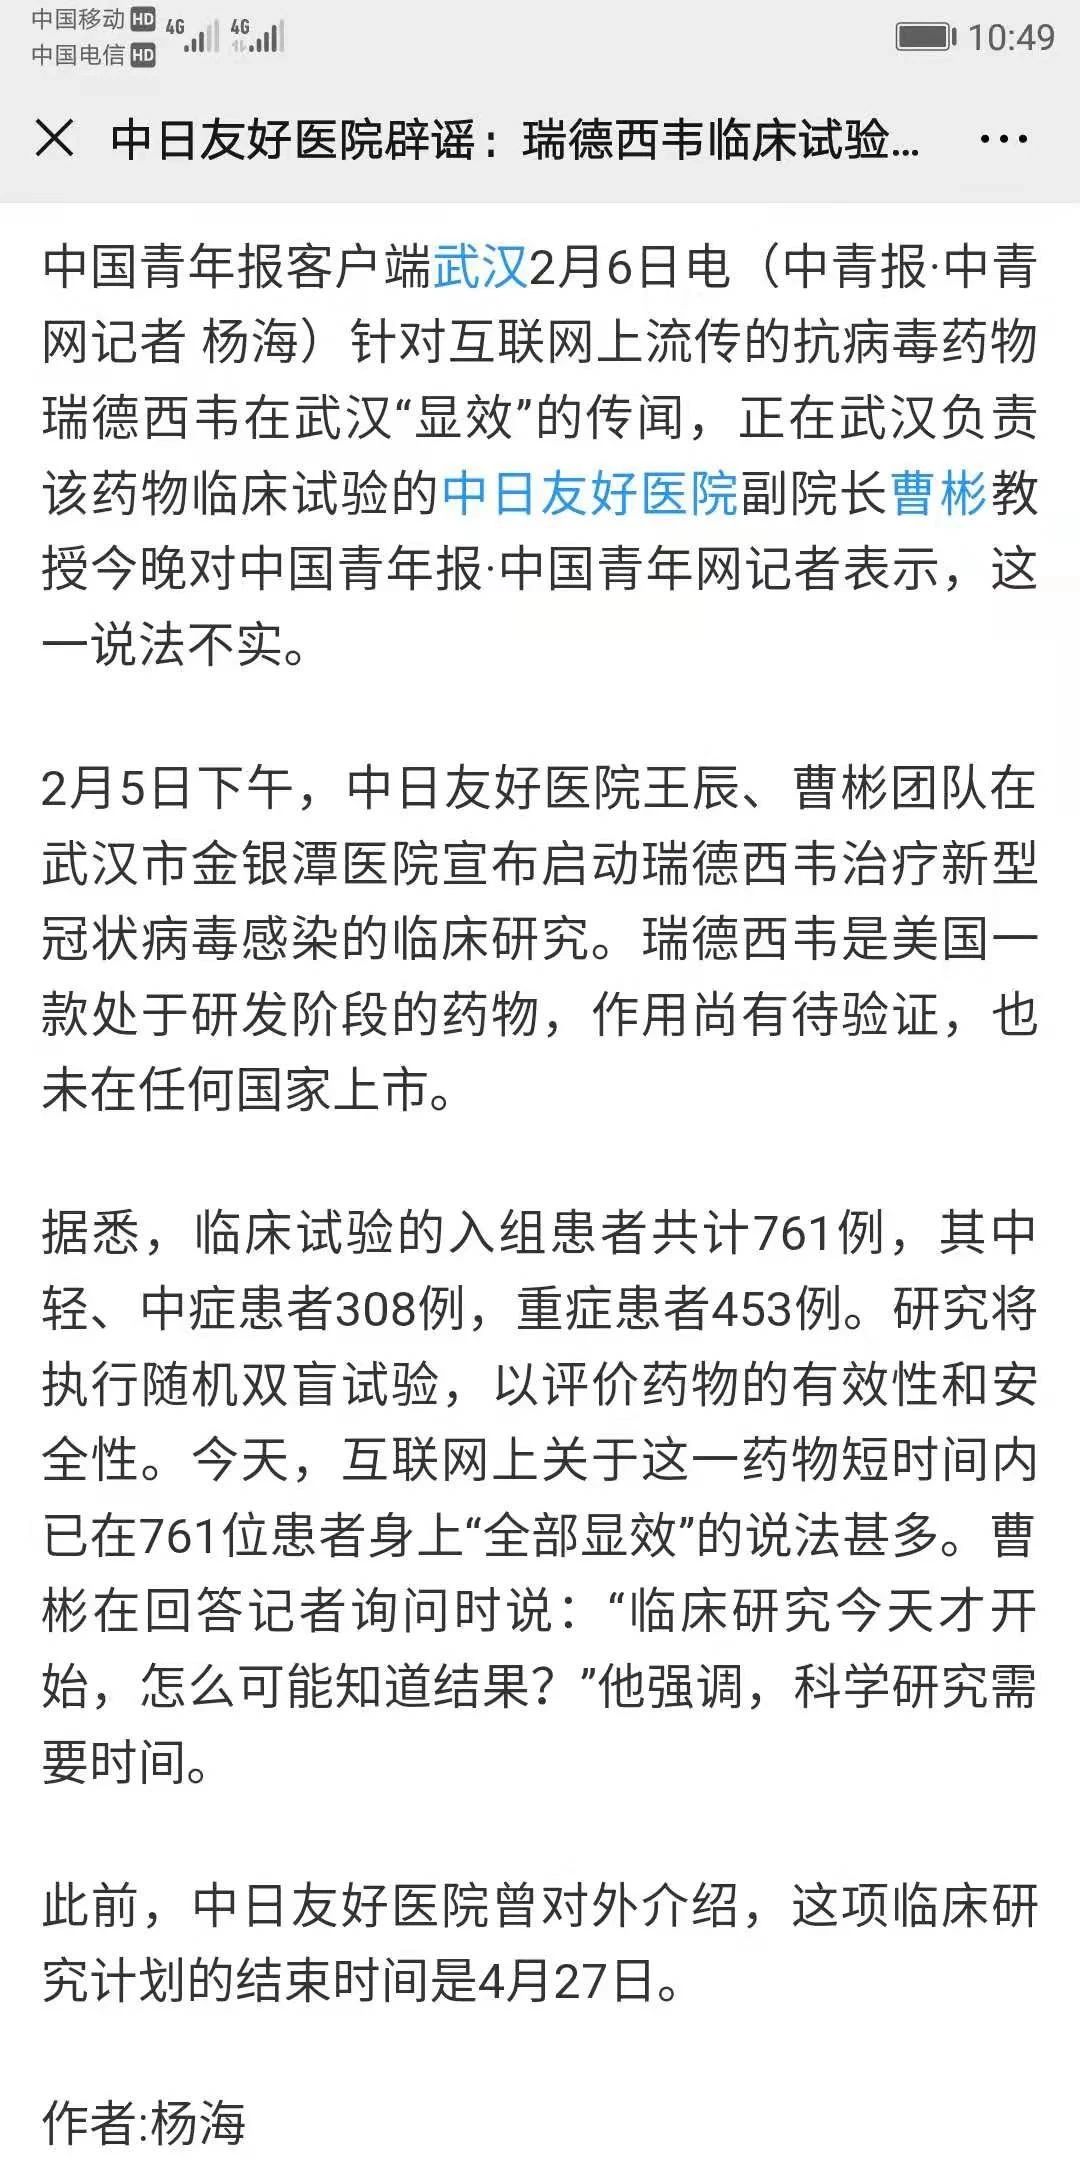 中国移动 HD 4G 4G
中国电信 HD
10:49
中日友好医院辟谣：瑞德西韦临床试验...
中国青年报客户端武汉2月6日电（中青报·中青
网记者 杨海）针对互联网上流传的抗病毒药物
瑞德西韦在武汉“显效”的传闻，正在武汉负责
该药物临床试验的中日友好医院副院长曹彬教
授今晚对中国青年报·中国青年网记者表示，这
一说法不实。
2月5日下午，中日友好医院王辰、曹彬团队在
武汉市金银潭医院宣布启动瑞德西韦治疗新型
冠状病毒感染的临床研究。瑞德西韦是美国一
款处于研发阶段的药物，作用尚有待验证，也
未在任何国家上市。
据悉，临床试验的入组患者共计761例，其中
轻、中症患者308例，重症患者453例。研究将
执行随机双盲试验，以评价药物的有效性和安
全性。今天，互联网上关于这一药物短时间内
已在761位患者身上“全部显效”的说法甚多。曹
彬在回答记者询问时说：“临床研究今天才开
始，怎么可能知道结果？”他强调，科学研究需
要时间。
此前，中日友好医院曾对外介绍，这项临床研
究计划的结束时间是4月27日。
作者:杨海